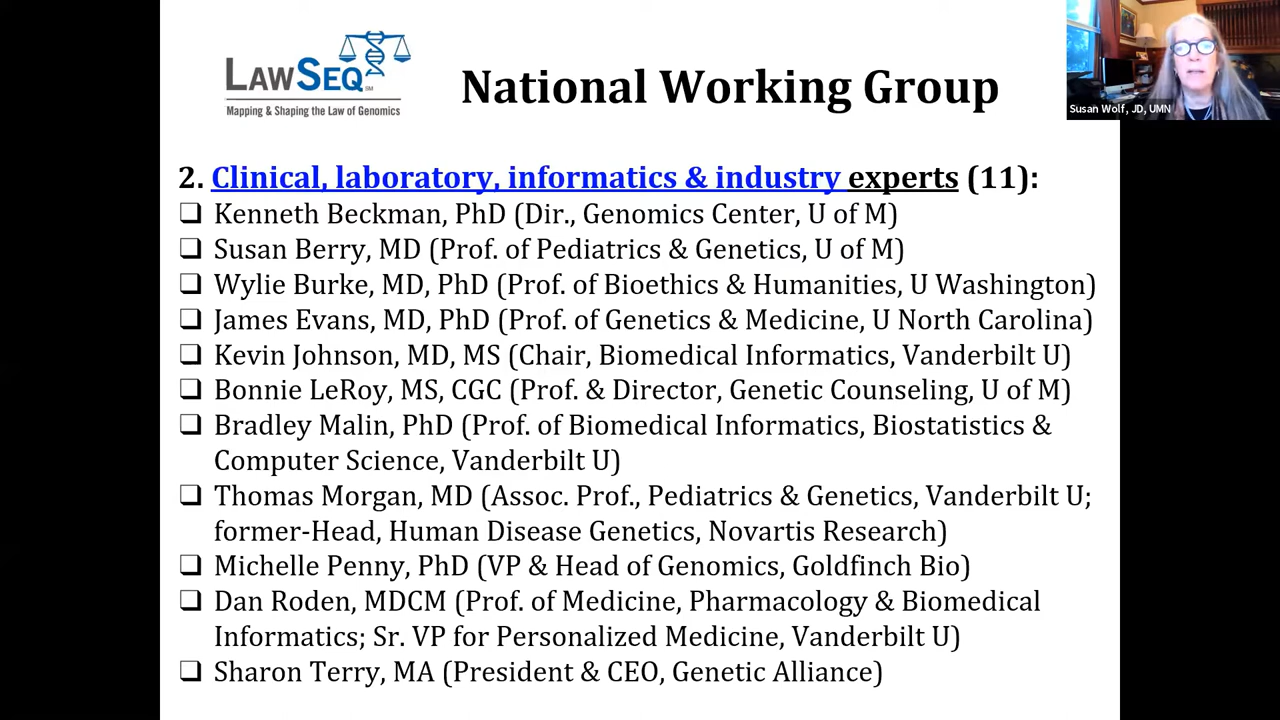 LAWSEQ SM
Mapping & Shaping the Law of Genomics
National Working Group
Susan Wolf, JD, UMN
2. Clinical, laboratory, informatics & industry experts (11):
❑ Kenneth Beckman, PhD (Dir., Genomics Center, U of M)
❑ Susan Berry, MD (Prof. of Pediatrics & Genetics, U of M)
❑ Wylie Burke, MD, PhD (Prof. of Bioethics & Humanities, U Washington)
❑ James Evans, MD, PhD (Prof. of Genetics & Medicine, U North Carolina)
❑ Kevin Johnson, MD, MS (Chair, Biomedical Informatics, Vanderbilt U)
❑ Bonnie LeRoy, MS, CGC (Prof. & Director, Genetic Counseling, U of M)
❑ Bradley Malin, PhD (Prof. of Biomedical Informatics, Biostatistics &
Computer Science, Vanderbilt U)
❑ Thomas Morgan, MD (Assoc. Prof., Pediatrics & Genetics, Vanderbilt U;
former-Head, Human Disease Genetics, Novartis Research)
❑ Michelle Penny, PhD (VP & Head of Genomics, Goldfinch Bio)
❑ Dan Roden, MDCM (Prof. of Medicine, Pharmacology & Biomedical
Informatics; Sr. VP for Personalized Medicine, Vanderbilt U)
❑ Sharon Terry, MA (President & CEO, Genetic Alliance)